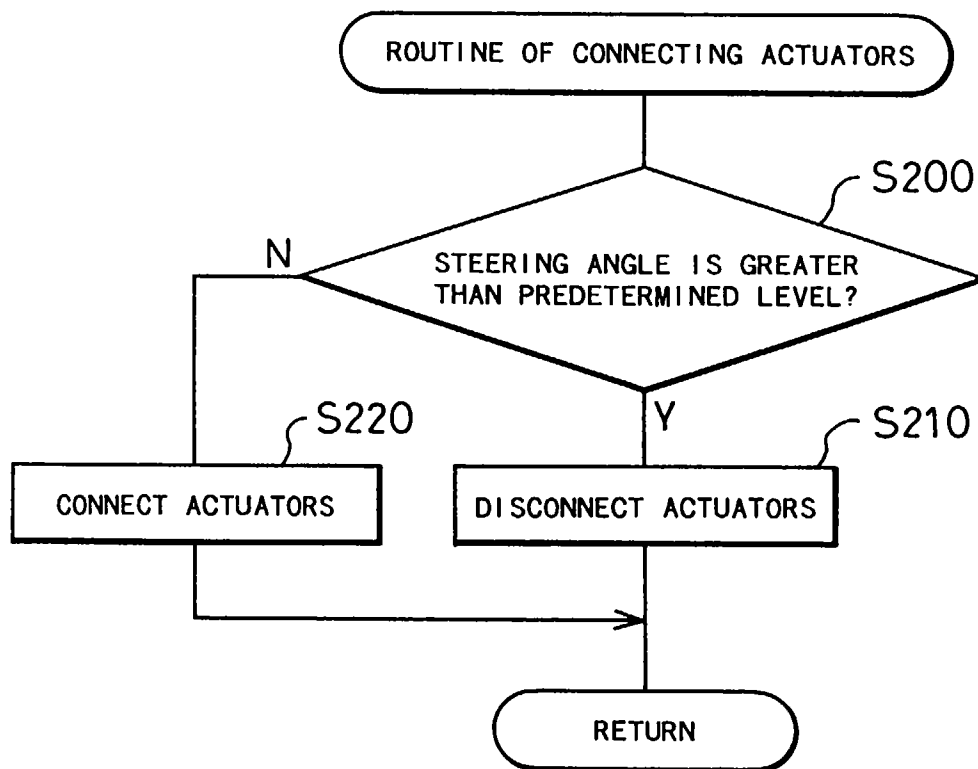 ROUTINE OF CONNECTING ACTUATORS
S200
N
STEERING ANGLE IS GREATER
THAN PREDETERMINED LEVEL?
Y
S220
S210
CONNECT ACTUATORS
DISCONNECT ACTUATORS
RETURN